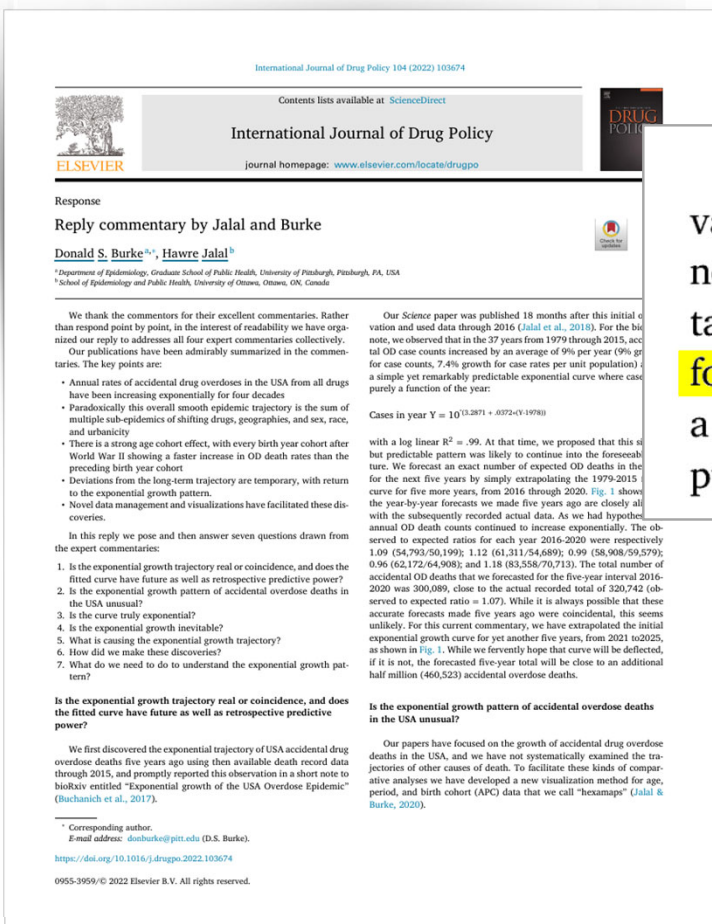 International Journal of Drug Policy 104 (2022) 103674
Contents lists available at ScienceDirect
International Journal of Drug Policy
journal homepage: www.elsevier.com/locate/drugpo
ELSEVIER
DRUG
Response
Reply commentary by Jalal and Burke
Check for
updates
Donald S. Burke a,*, Hawre Jalal b
a Department of Epidemiology, Graduate School of Public Health, University of Pittsburgh, Pittsburgh, PA, USA
b School of Epidemiology and Public Health, University of Ottawa, Ottawa, ON, Canada
We thank the commentors for their excellent commentaries. Rather
than respond point by point, in the interest of readability we have orga-
nized our reply to addresses all four expert commentaries collectively.
Our publications have been admirably summarized in the commen-
taries. The key points are:
• Annual rates of accidental drug overdoses in the USA from all drugs
have been increasing exponentially for four decades
• Paradoxically this overall smooth epidemic trajectory is the sum of
multiple sub-epidemics of shifting drugs, geographies, and sex, race,
and urbanicity
• There is a strong age cohort effect, with every birth year cohort after
World War II showing a faster increase in OD death rates than the
preceding birth year cohort
• Deviations from the long-term trajectory are temporary, with return
to the exponential growth pattern.
• Novel data management and visualizations have facilitated these dis-
coveries.
In this reply we pose and then answer seven questions drawn from
the expert commentaries:
1. Is the exponential growth trajectory real or coincidence, and does the
fitted curve have future as well as retrospective predictive power?
2. Is the exponential growth pattern of accidental overdose deaths in
the USA unusual?
3. Is the curve truly exponential?
4. Is the exponential growth inevitable?
5. What is causing the exponential growth trajectory?
6. How did we make these discoveries?
7. What do we need to do to understand the exponential growth pat-
tern?
Is the exponential growth trajectory real or coincidence, and does
the fitted curve have future as well as retrospective predictive
power?
We first discovered the exponential trajectory of USA accidental drug
overdose deaths five years ago using then available death record data
through 2015, and promptly reported this observation in a short note to
bioRxiv entitled “Exponential growth of the USA Overdose Epidemic”
(Buchanich et al., 2017).
* Corresponding author.
E-mail address: donburke@pitt.edu (D.S. Burke).
https://doi.org/10.1016/j.drugpo.2022.103674
0955-3959/© 2022 Elsevier B.V. All rights reserved.
Our Science paper was published 18 months after this initial o
vation and used data through 2016 (Jalal et al., 2018). For the bio
note, we observed that in the 37 years from 1979 through 2015, acc
tal OD case counts increased by an average of 9% per year (9% gr
for case counts, 7.4% growth for case rates per unit population)
a simple yet remarkably predictable exponential curve where case
purely a function of the year:
Cases in year Y = 10^(3.2871 + .0372*(Y-1978))
with a log linear R2 = .99. At that time, we proposed that this si
but predictable pattern was likely to continue into the foreseeab
ture. We forecast an exact number of expected OD deaths in the
for the next five years by simply extrapolating the 1979-2015
curve for five more years, from 2016 through 2020. Fig. 1 shows
the year-by-year forecasts we made five years ago are closely ali
with the subsequently recorded actual data. As we had hypothes
annual OD death counts continued to increase exponentially. The ob-
served to expected ratios for each year 2016-2020 were respectively
1.09 (54,793/50,199); 1.12 (61,311/54,689); 0.99 (58,908/59,579);
0.96 (62,172/64,908); and 1.18 (83,558/70,713). The total number of
accidental OD deaths that we forecasted for the five-year interval 2016-
2020 was 300,089, close to the actual recorded total of 320,742 (ob-
served to expected ratio = 1.07). While it is always possible that these
accurate forecasts made five years ago were coincidental, this seems
unlikely. For this current commentary, we have extrapolated the initial
exponential growth curve for yet another five years, from 2021 to2025,
as shown in Fig. 1. While we fervently hope that curve will be deflected,
if it is not, the forecasted five-year total will be close to an additional
half million (460,523) accidental overdose deaths.
Is the exponential growth pattern of accidental overdose deaths
in the USA unusual?
Our papers have focused on the growth of accidental drug overdose
deaths in the USA, and we have not systematically examined the tra-
jectories of other causes of death. To facilitate these kinds of compar-
ative analyses we have developed a new visualization method for age,
period, and birth cohort (APC) data that we call “hexamaps” (Jalal &
Burke, 2020).
a